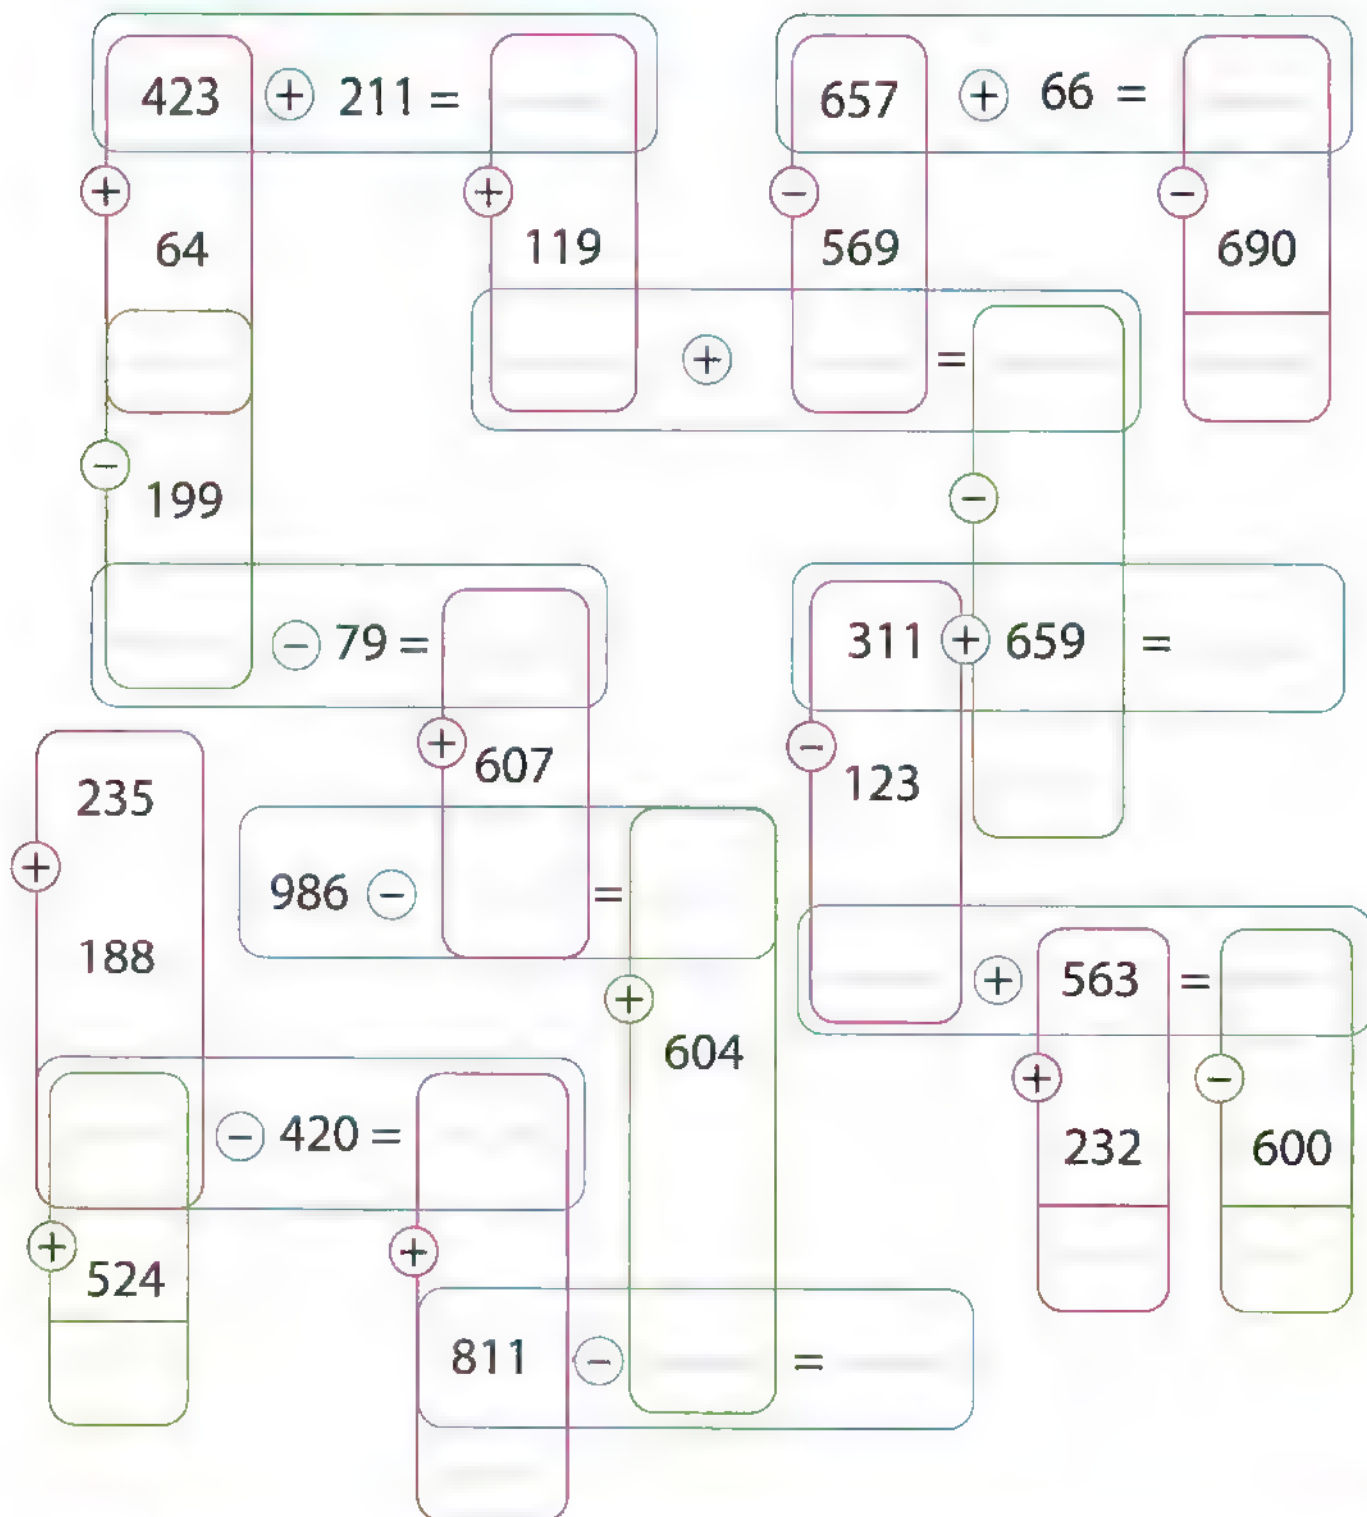 423 + 211 =
657 + 66 =
+ + − −
64 119 569 690
+ =
−
199
−
− 79 =
311 + 659 =
+ 607
− 123
235
+
986 − =
188
+ 563 =
+
604
+ −
− 420 =
232 600
+ +
524
811 − =